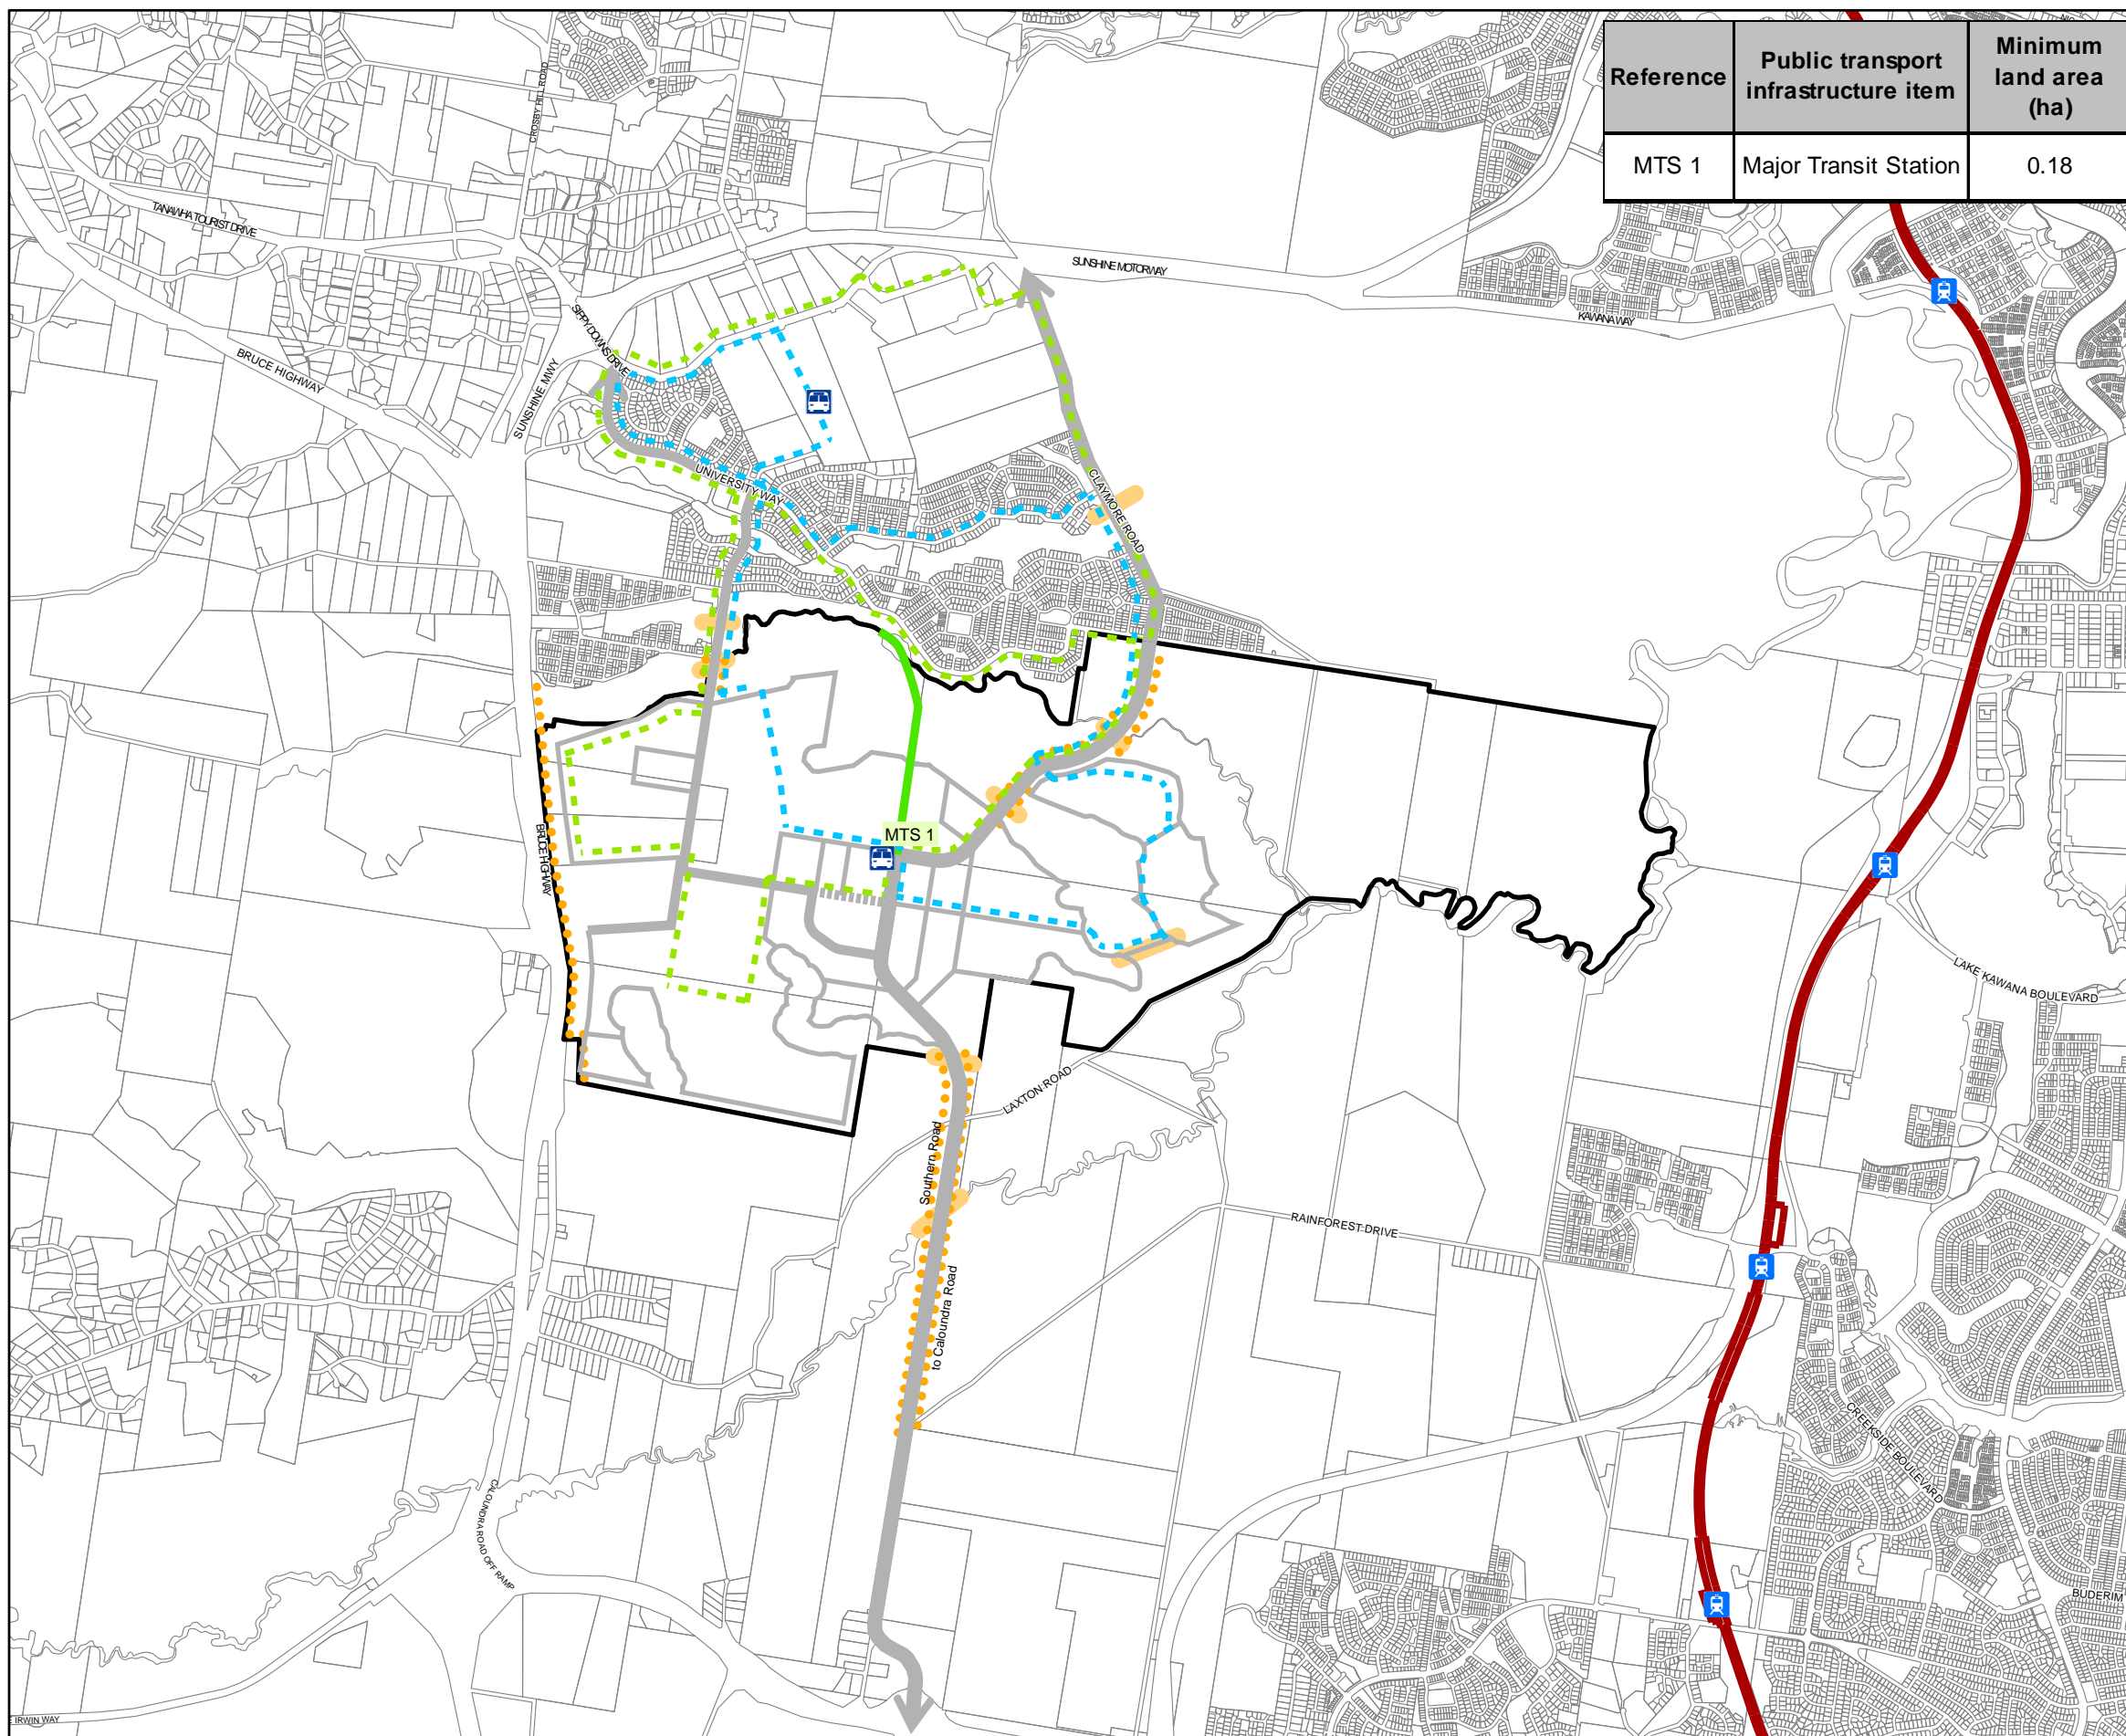 Reference
Public transport
infrastructure item
Minimum
land area
(ha)
MTS 1
Major Transit Station
0.18
CROSBY HILL ROAD
TANAWHA TOURIST DRIVE
SUNSHINE MOTORWAY
SIPPY DOWNS DRIVE
KAWANA WAY
BRUCE HIGHWAY
SUNSHINE MWY
UNIVERSITY WAY
CLAYMORE ROAD
MTS 1
BRUCE HIGHWAY
LAKE KAWANA BOULEVARD
LAXTON ROAD
Southern Road
RAINFOREST DRIVE
to Caloundra Road
CREEKSIDE BOULEVARD
CALOUNDRA ROAD OFF RAMP
BUDERIM
E IRWIN WAY